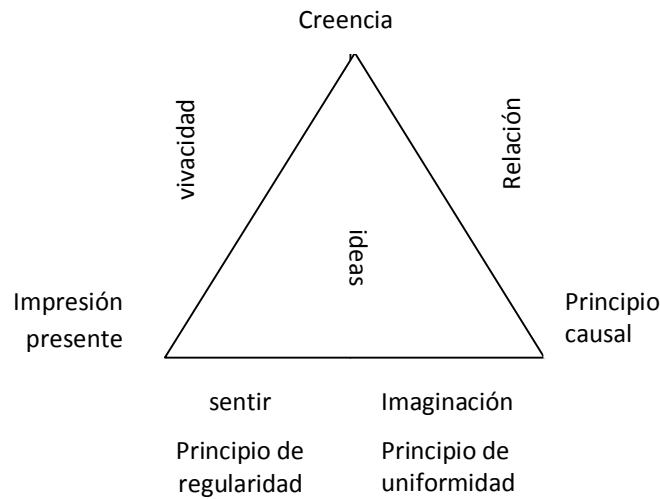 Creencia
vivacidad
Relación
ideas
Impresión
presente
Principio
causal
sentir
Imaginación
Principio de
regularidad
Principio de
uniformidad